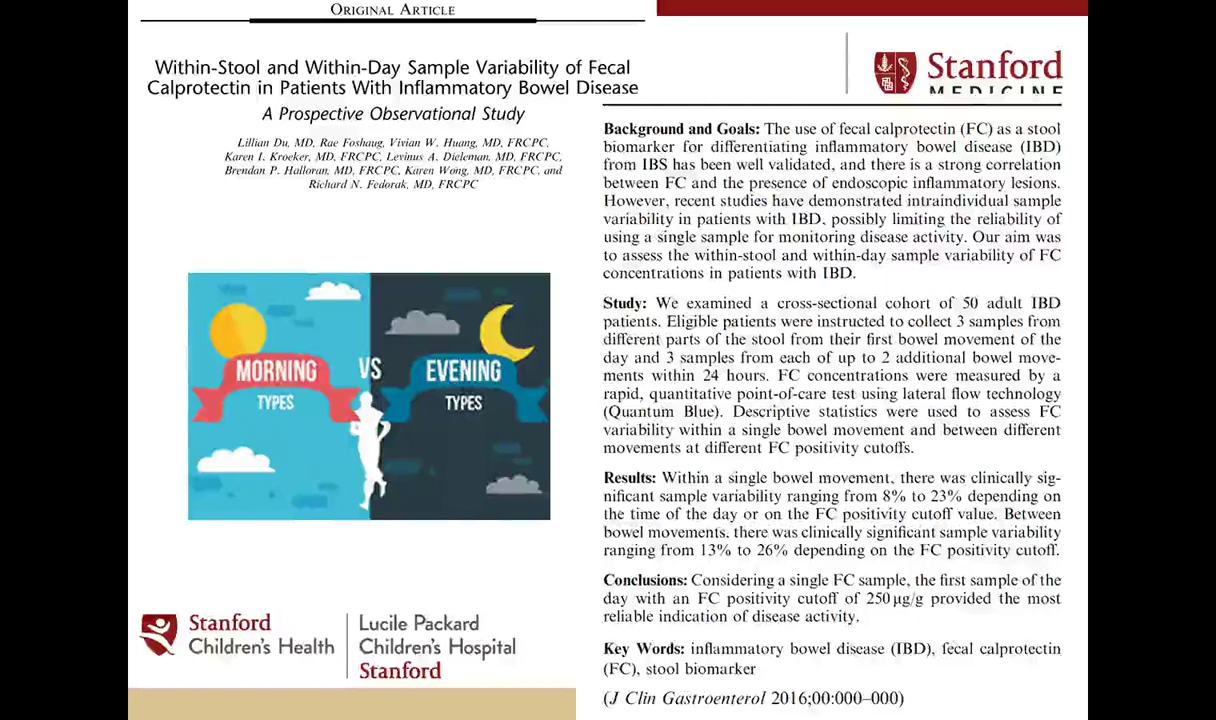 ORIGINAL ARTICLE
Within-Stool and Within-Day Sample Variability of Fecal
Calprotectin in Patients With Inflammatory Bowel Disease
A Prospective Observational Study
Lillian Du, MD, Rae Foshaug, Vivian W. Huang, MD, FRCPC,
Karen I. Kroeker, MD, FRCPC, Levinus A. Dieleman, MD, FRCPC,
Brendan P. Halloran, MD, FRCPC, Karen Wong, MD, FRCPC, and
Richard N. Fedorak, MD, FRCPC
MORNING
TYPES
VS
EVENING
TYPES
Stanford
Children's Health
Lucile Packard
Children's Hospital
Stanford
Stanford
MEDICINE
Background and Goals: The use of fecal calprotectin (FC) as a stool
biomarker for differentiating inflammatory bowel disease (IBD)
from IBS has been well validated, and there is a strong correlation
between FC and the presence of endoscopic inflammatory lesions.
However, recent studies have demonstrated intraindividual sample
variability in patients with IBD, possibly limiting the reliability of
using a single sample for monitoring disease activity. Our aim was
to assess the within-stool and within-day sample variability of FC
concentrations in patients with IBD.
Study: We examined a cross-sectional cohort of 50 adult IBD
patients. Eligible patients were instructed to collect 3 samples from
different parts of the stool from their first bowel movement of the
day and 3 samples from each of up to 2 additional bowel move-
ments within 24 hours. FC concentrations were measured by a
rapid, quantitative point-of-care test using lateral flow technology
(Quantum Blue). Descriptive statistics were used to assess FC
variability within a single bowel movement and between different
movements at different FC positivity cutoffs.
Results: Within a single bowel movement, there was clinically sig-
nificant sample variability ranging from 8% to 23% depending on
the time of the day or on the FC positivity cutoff value. Between
bowel movements, there was clinically significant sample variability
ranging from 13% to 26% depending on the FC positivity cutoff.
Conclusions: Considering a single FC sample, the first sample of the
day with an FC positivity cutoff of 250 µg/g provided the most
reliable indication of disease activity.
Key Words: inflammatory bowel disease (IBD), fecal calprotectin
(FC), stool biomarker
(J Clin Gastroenterol 2016;00:000–000)